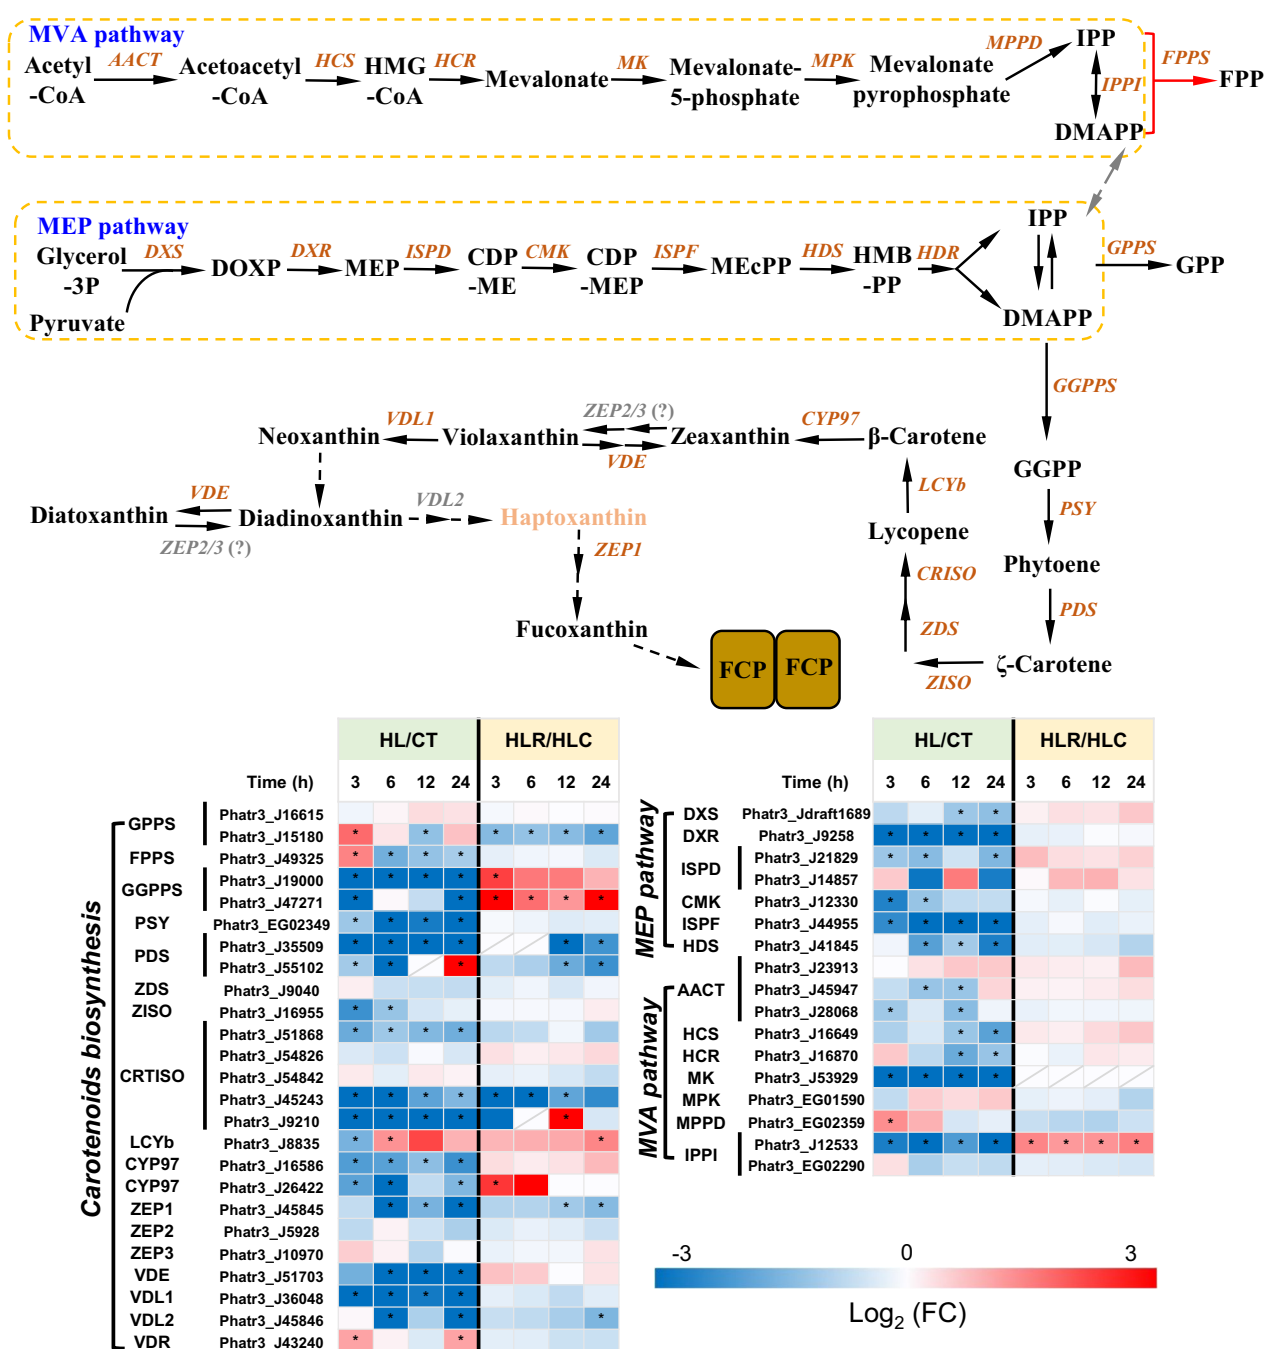 MVA pathway
Acetyl
-CoA
AACT
Acetoacetyl
-CoA
HCS
HMG
-CoA
HCR
Mevalonate
MK
Mevalonate-
5-phosphate
MPK
Mevalonate
pyrophosphate
MPPD
IPP
IPPI
DMAPP
FPPS
FPP
MEP pathway
Glycerol
-3P
Pyruvate
DXS
DOXP
DXR
MEP
ISPD
CDP
-ME
CMK
CDP
-MEP
ISPF
MEcPP
HDS
HMB
-PP
HDR
IPP
DMAPP
GPPS
GPP
GGPPS
GGPP
PSY
Phytoene
PDS
ζ-Carotene
ZISO
ZDS
CRISO
Lycopene
LCYb
β-Carotene
CYP97
Zeaxanthin
ZEP2/3 (?)
VDE
Violaxanthin
VDL1
Neoxanthin
Diatoxanthin
VDE
ZEP2/3 (?)
Diadinoxanthin
VDL2
Haptoxanthin
ZEP1
Fucoxanthin
FCP FCP
HL/CT HLR/HLC
Time (h) 3 6 12 24 3 6 12 24
Carotenoids biosynthesis
GPPS Phatr3_J16615
Phatr3_J15180 * * * * * *
FPPS Phatr3_J49325 * * * *
GGPPS Phatr3_J19000 * * * * *
Phatr3_J47271 * * * * * *
PSY Phatr3_EG02349 * * * *
PDS Phatr3_J35509 * * * * * *
Phatr3_J55102 * * * * *
ZDS Phatr3_J9040
ZISO Phatr3_J16955 * *
CRTISO Phatr3_J51868 * * * *
Phatr3_J54826
Phatr3_J54842
Phatr3_J45243 * * * * * * *
Phatr3_J9210 * * * * *
LCYb Phatr3_J8835 * * *
CYP97 Phatr3_J16586 * * * *
CYP97 Phatr3_J26422 * * * *
ZEP1 Phatr3_J45845 * * * * *
ZEP2 Phatr3_J5928
ZEP3 Phatr3_J10970
VDE Phatr3_J51703 * * *
VDL1 Phatr3_J36048 * * * *
VDL2 Phatr3_J45846 * * *
VDR Phatr3_J43240 * *
HL/CT HLR/HLC
Time (h) 3 6 12 24 3 6 12 24
MEP pathway
DXS Phatr3_Jdraft1689 * *
DXR Phatr3_J9258 * * * *
ISPD Phatr3_J21829 * * *
Phatr3_J14857
CMK Phatr3_J12330 * *
ISPF Phatr3_J44955 * * * *
HDS Phatr3_J41845 * * *
MVA pathway
AACT Phatr3_J23913
Phatr3_J45947 * *
Phatr3_J28068 * *
HCS Phatr3_J16649 * *
HCR Phatr3_J16870 * *
MK Phatr3_J53929 * * * *
MPK Phatr3_EG01590
MPPD Phatr3_EG02359 *
IPPI Phatr3_J12533 * * * * * * * *
Phatr3_EG02290
-3 0 3
Log2 (FC)